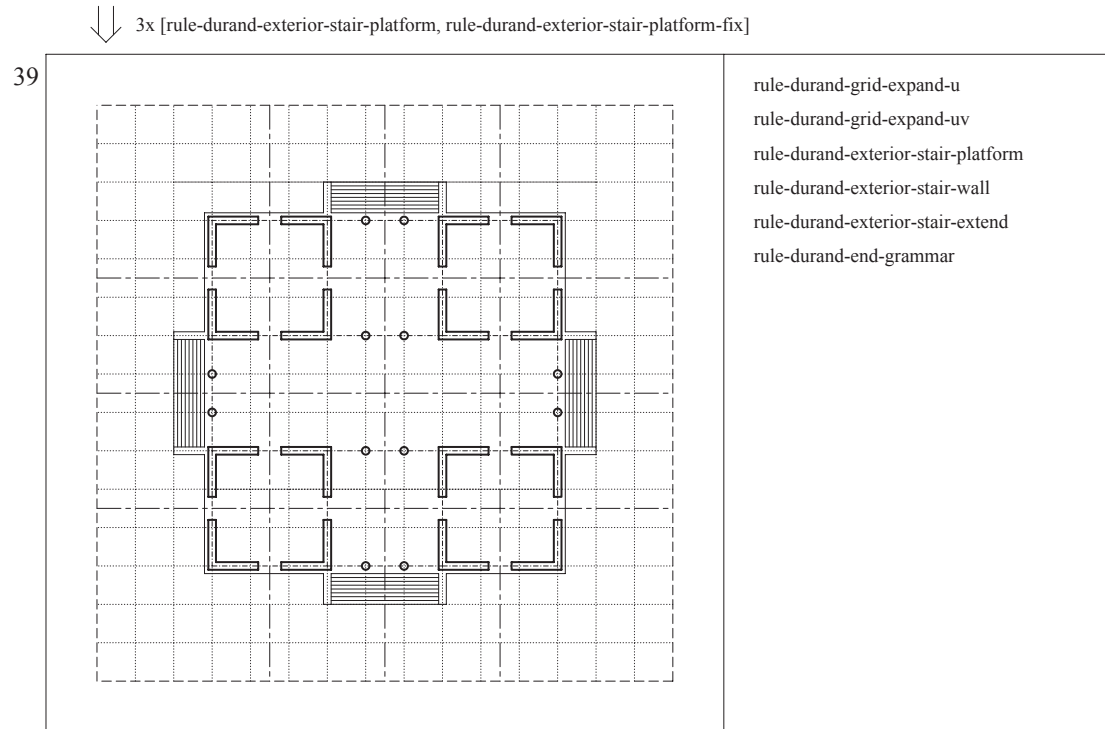 3x [rule-durand-exterior-stair-platform, rule-durand-exterior-stair-platform-fix]
39
rule-durand-grid-expand-u
rule-durand-grid-expand-uv
rule-durand-exterior-stair-platform
rule-durand-exterior-stair-wall
rule-durand-exterior-stair-extend
rule-durand-end-grammar